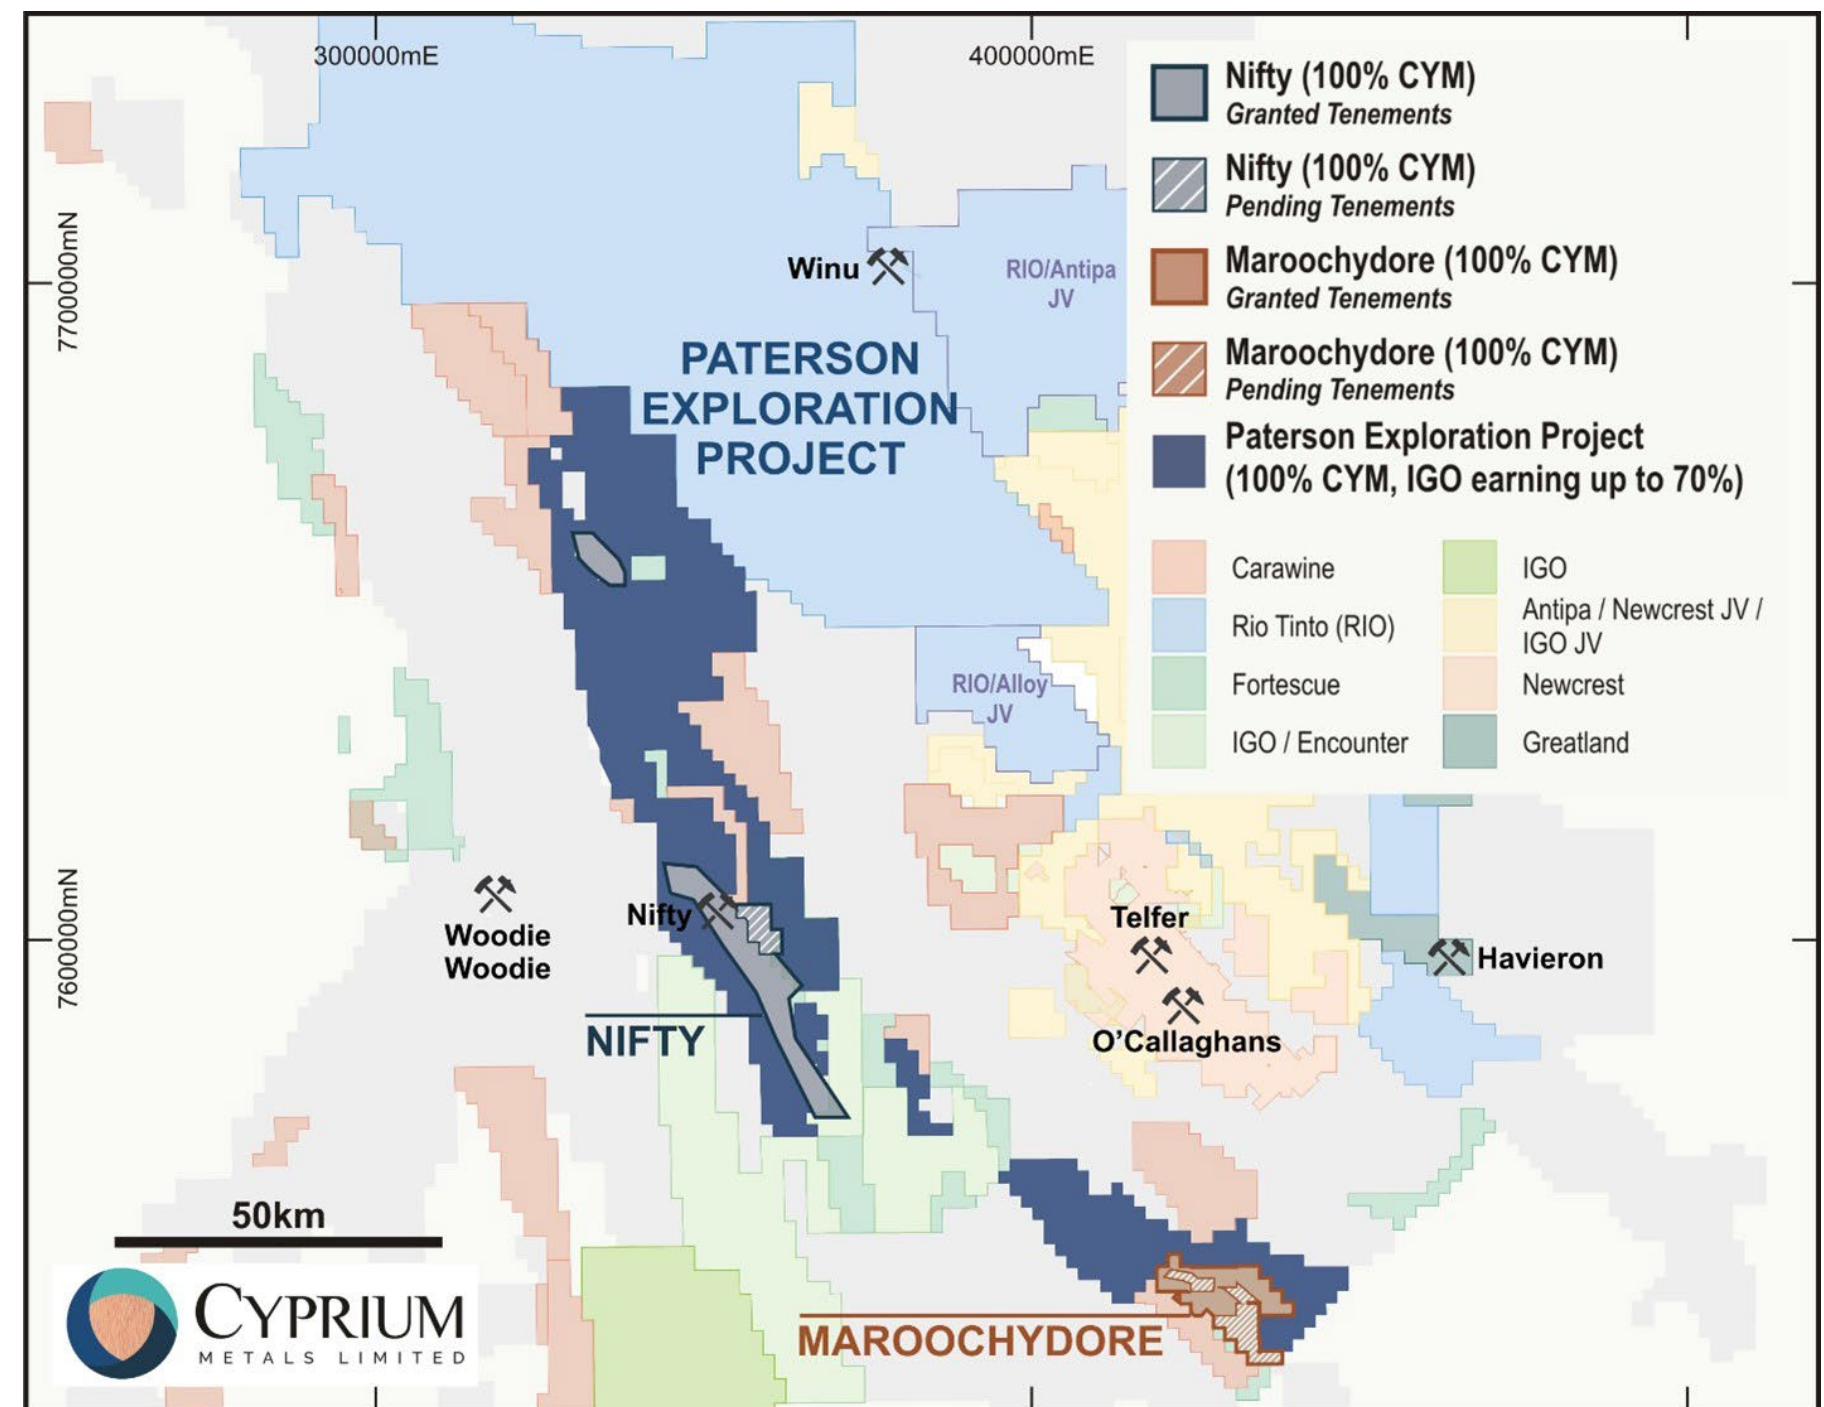 300000mE
400000mE
7700000mN
7600000mN
Nifty (100% CYM)
Granted Tenements
Nifty (100% CYM)
Pending Tenements
Maroochydore (100% CYM)
Granted Tenements
Maroochydore (100% CYM)
Pending Tenements
Paterson Exploration Project
(100% CYM, IGO earning up to 70%)
Carawine
IGO
Rio Tinto (RIO)
Antipa / Newcrest JV /
IGO JV
Fortescue
Newcrest
IGO / Encounter
Greatland
Winu
RIO/Antipa
JV
PATERSON
EXPLORATION
PROJECT
RIO/Alloy
JV
Nifty
Woodie
Woodie
Telfer
Havieron
O'Callaghans
NIFTY
MAROOCHYDORE
50km
CYPRIUM
METALS LIMITED